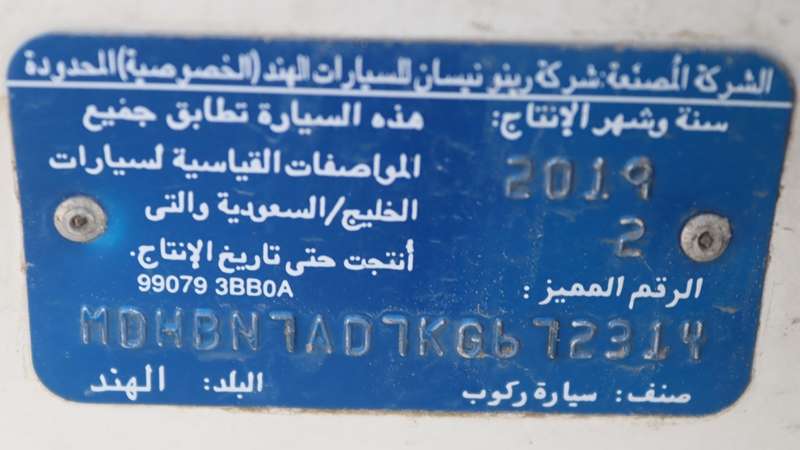 الشركة المصنعة: شركة رينو نيسان للسيارات الهند (الخصوصية) المحدودة
سنة وشهر الإنتاج:
2019
2
هذه السيارة تطابق جميع
المواصفات القياسية لسيارات
الخليج/السعودية والتى
أنتجت حتى تاريخ الإنتاج.
99079 3BB0A
الرقم المميز :
MDHBN7AD7KG672314
صنف: سيارة ركوب
البلد: الهند